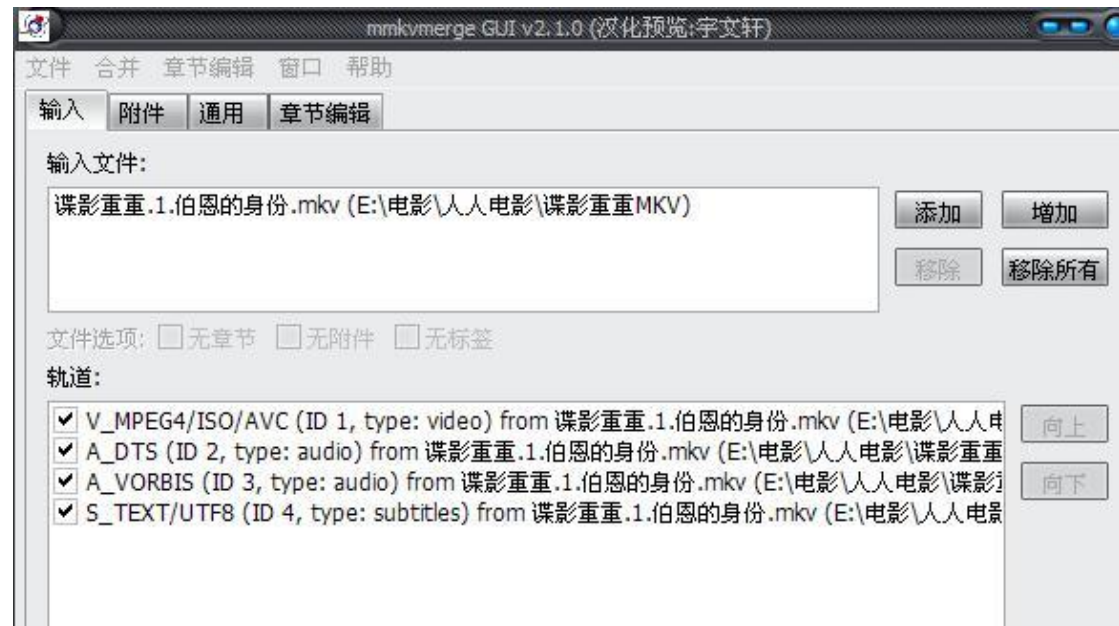 mmkvmerge GUI v2.1.0 (汉化预览:宇文轩)
文件 合并 章节编辑 窗口 帮助
输入 附件 通用 章节编辑
输入文件:
谍影重重.1.伯恩的身份.mkv (E:\电影\人人电影\谍影重重MKV)
添加 增加
移除 移除所有
文件选项: 无章节 无附件 无标签
轨道:
V_MPEG4/ISO/AVC (ID 1, type: video) from 谍影重重.1.伯恩的身份.mkv (E:\电影\人人电
A_DTS (ID 2, type: audio) from 谍影重重.1.伯恩的身份.mkv (E:\电影\人人电影\谍影重重
A_VORBIS (ID 3, type: audio) from 谍影重重.1.伯恩的身份.mkv (E:\电影\人人电影\谍影
S_TEXT/UTF8 (ID 4, type: subtitles) from 谍影重重.1.伯恩的身份.mkv (E:\电影\人人电影
向上
向下